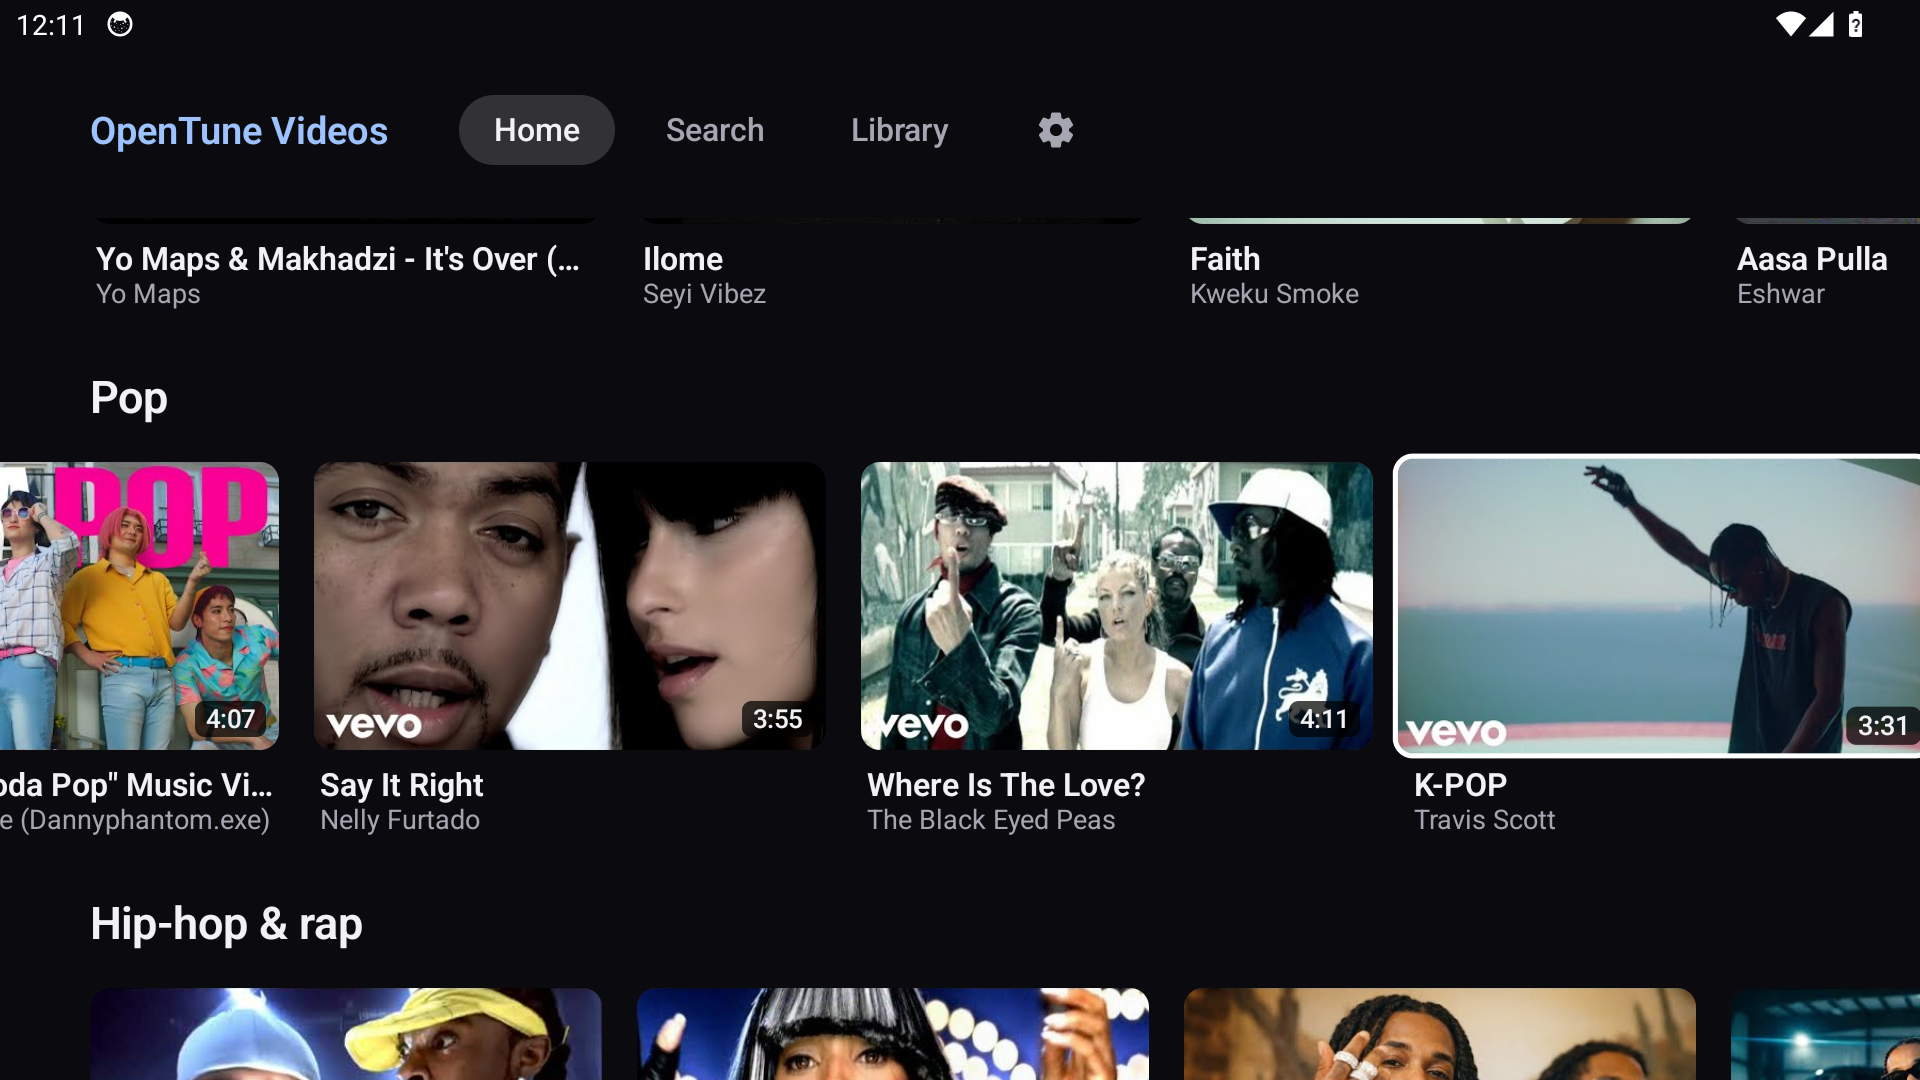 12:11
OpenTune Videos
Home
Search
Library
Yo Maps & Makhadzi - It's Over (...
Yo Maps
Ilome
Seyi Vibez
Faith
Kweku Smoke
Aasa Pulla
Eshwar
Pop
POP
4:07
oda Pop" Music Vi...
e (Dannyphantom.exe)
vevo
3:55
Say It Right
Nelly Furtado
vevo
4:11
Where Is The Love?
The Black Eyed Peas
vevo
3:31
K-POP
Travis Scott
Hip-hop & rap